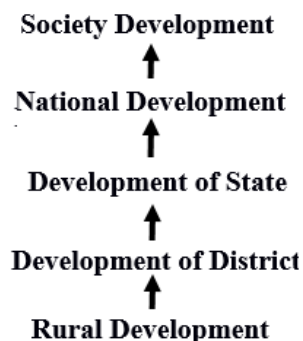 Society Development
National Development
Development of State
Development of District
Rural Development